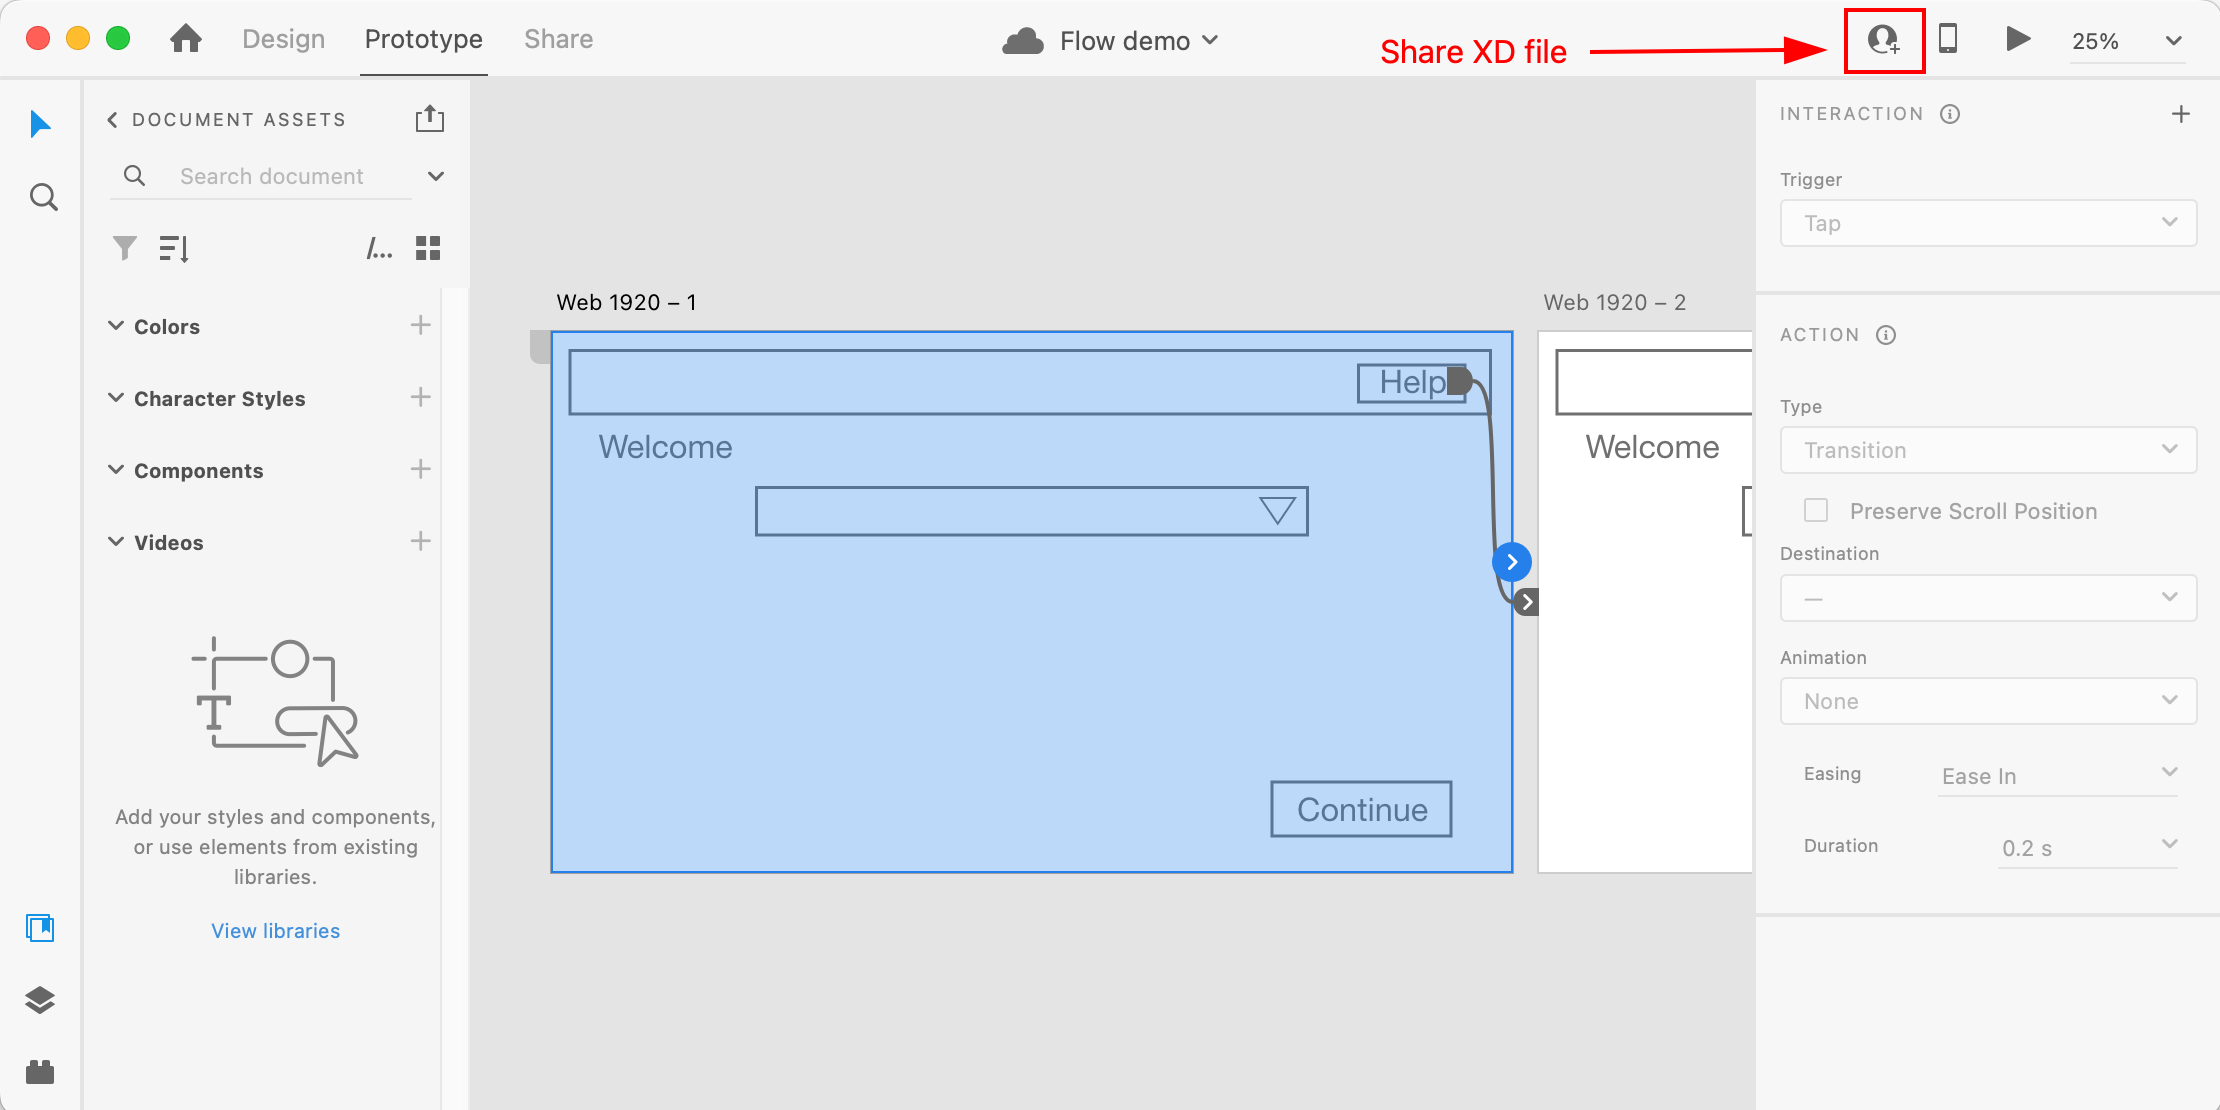 Design
Prototype
Share
Flow demo
Share XD file
25%
DOCUMENT ASSETS
Search document
/...
Colors
Character Styles
Components
Videos
Add your styles and components,
or use elements from existing
libraries.
View libraries
Web 1920 – 1
Help
Welcome
Continue
Web 1920 – 2
Welcome
INTERACTION
Trigger
Tap
ACTION
Type
Transition
Preserve Scroll Position
Destination
—
Animation
None
Easing
Ease In
Duration
0.2 s